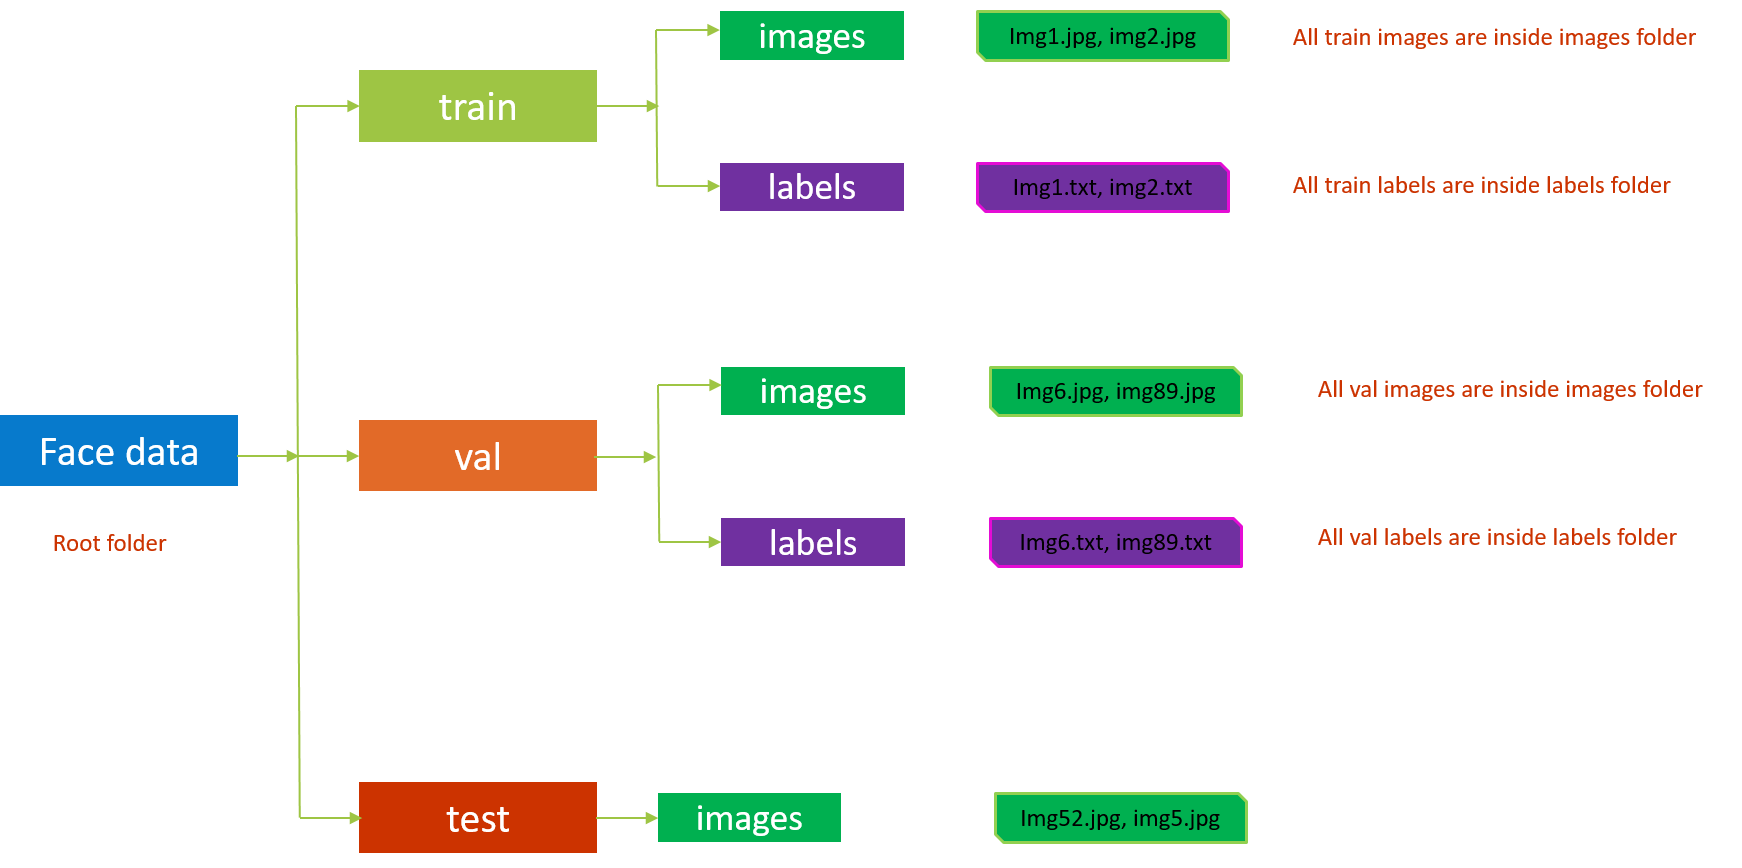 images
Img1.jpg, img2.jpg
All train images are inside images folder
train
labels
Img1.txt, img2.txt
All train labels are inside labels folder
images
Img6.jpg, img89.jpg
All val images are inside images folder
Face data
val
Root folder
labels
Img6.txt, img89.txt
All val labels are inside labels folder
test
images
Img52.jpg, img5.jpg